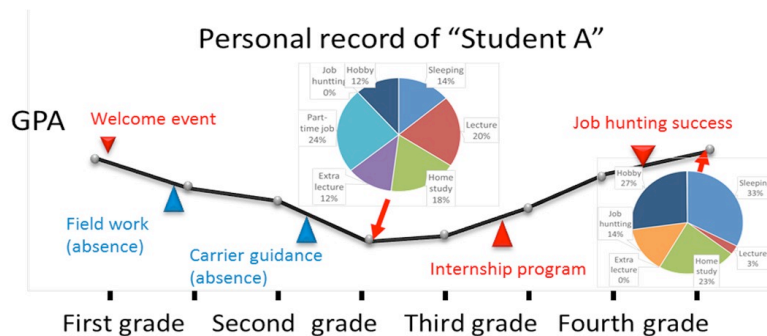 Personal record of “Student A”
GPA
Welcome event
Field work
(absence)
Carrier guidance
(absence)
Job
huntting
0%
Hobby
12%
Sleeping
14%
Part-
time job
24%
Lecture
20%
Extra
lecture
12%
Home
study
18%
Internship program
Job hunting success
Hobby
27%
Sleeping
33%
Job
huntting
14%
Extra
lecture
0%
Home
study
23%
Lecture
3%
First grade
Second grade
Third grade
Fourth grade